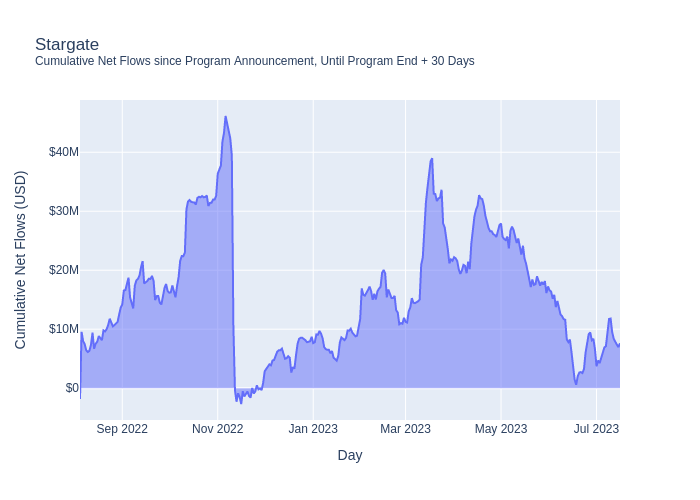 Stargate
Cumulative Net Flows since Program Announcement, Until Program End + 30 Days
Cumulative Net Flows (USD)
$40M
$30M
$20M
$10M
$0
Sep 2022
Nov 2022
Jan 2023
Mar 2023
May 2023
Jul 2023
Day